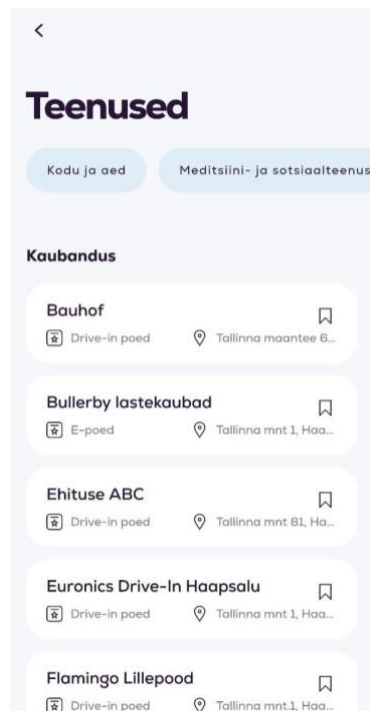 Teenused
Kodu ja aed
Meditsiini- ja sotsiaalteenus
Kaubandus
Bauhof
Drive-in poed
Tallinna maantee 6...
Bullerby lastekaubad
E-poed
Tallinna mnt 1, Haa...
Ehituse ABC
Drive-in poed
Tallinna mnt 81, Ha...
Euronics Drive-In Haapsalu
Drive-in poed
Tallinna mnt 1, Haa...
Flamingo Lillepood
Drive-in poed
Tallinna mnt.1, Haa...